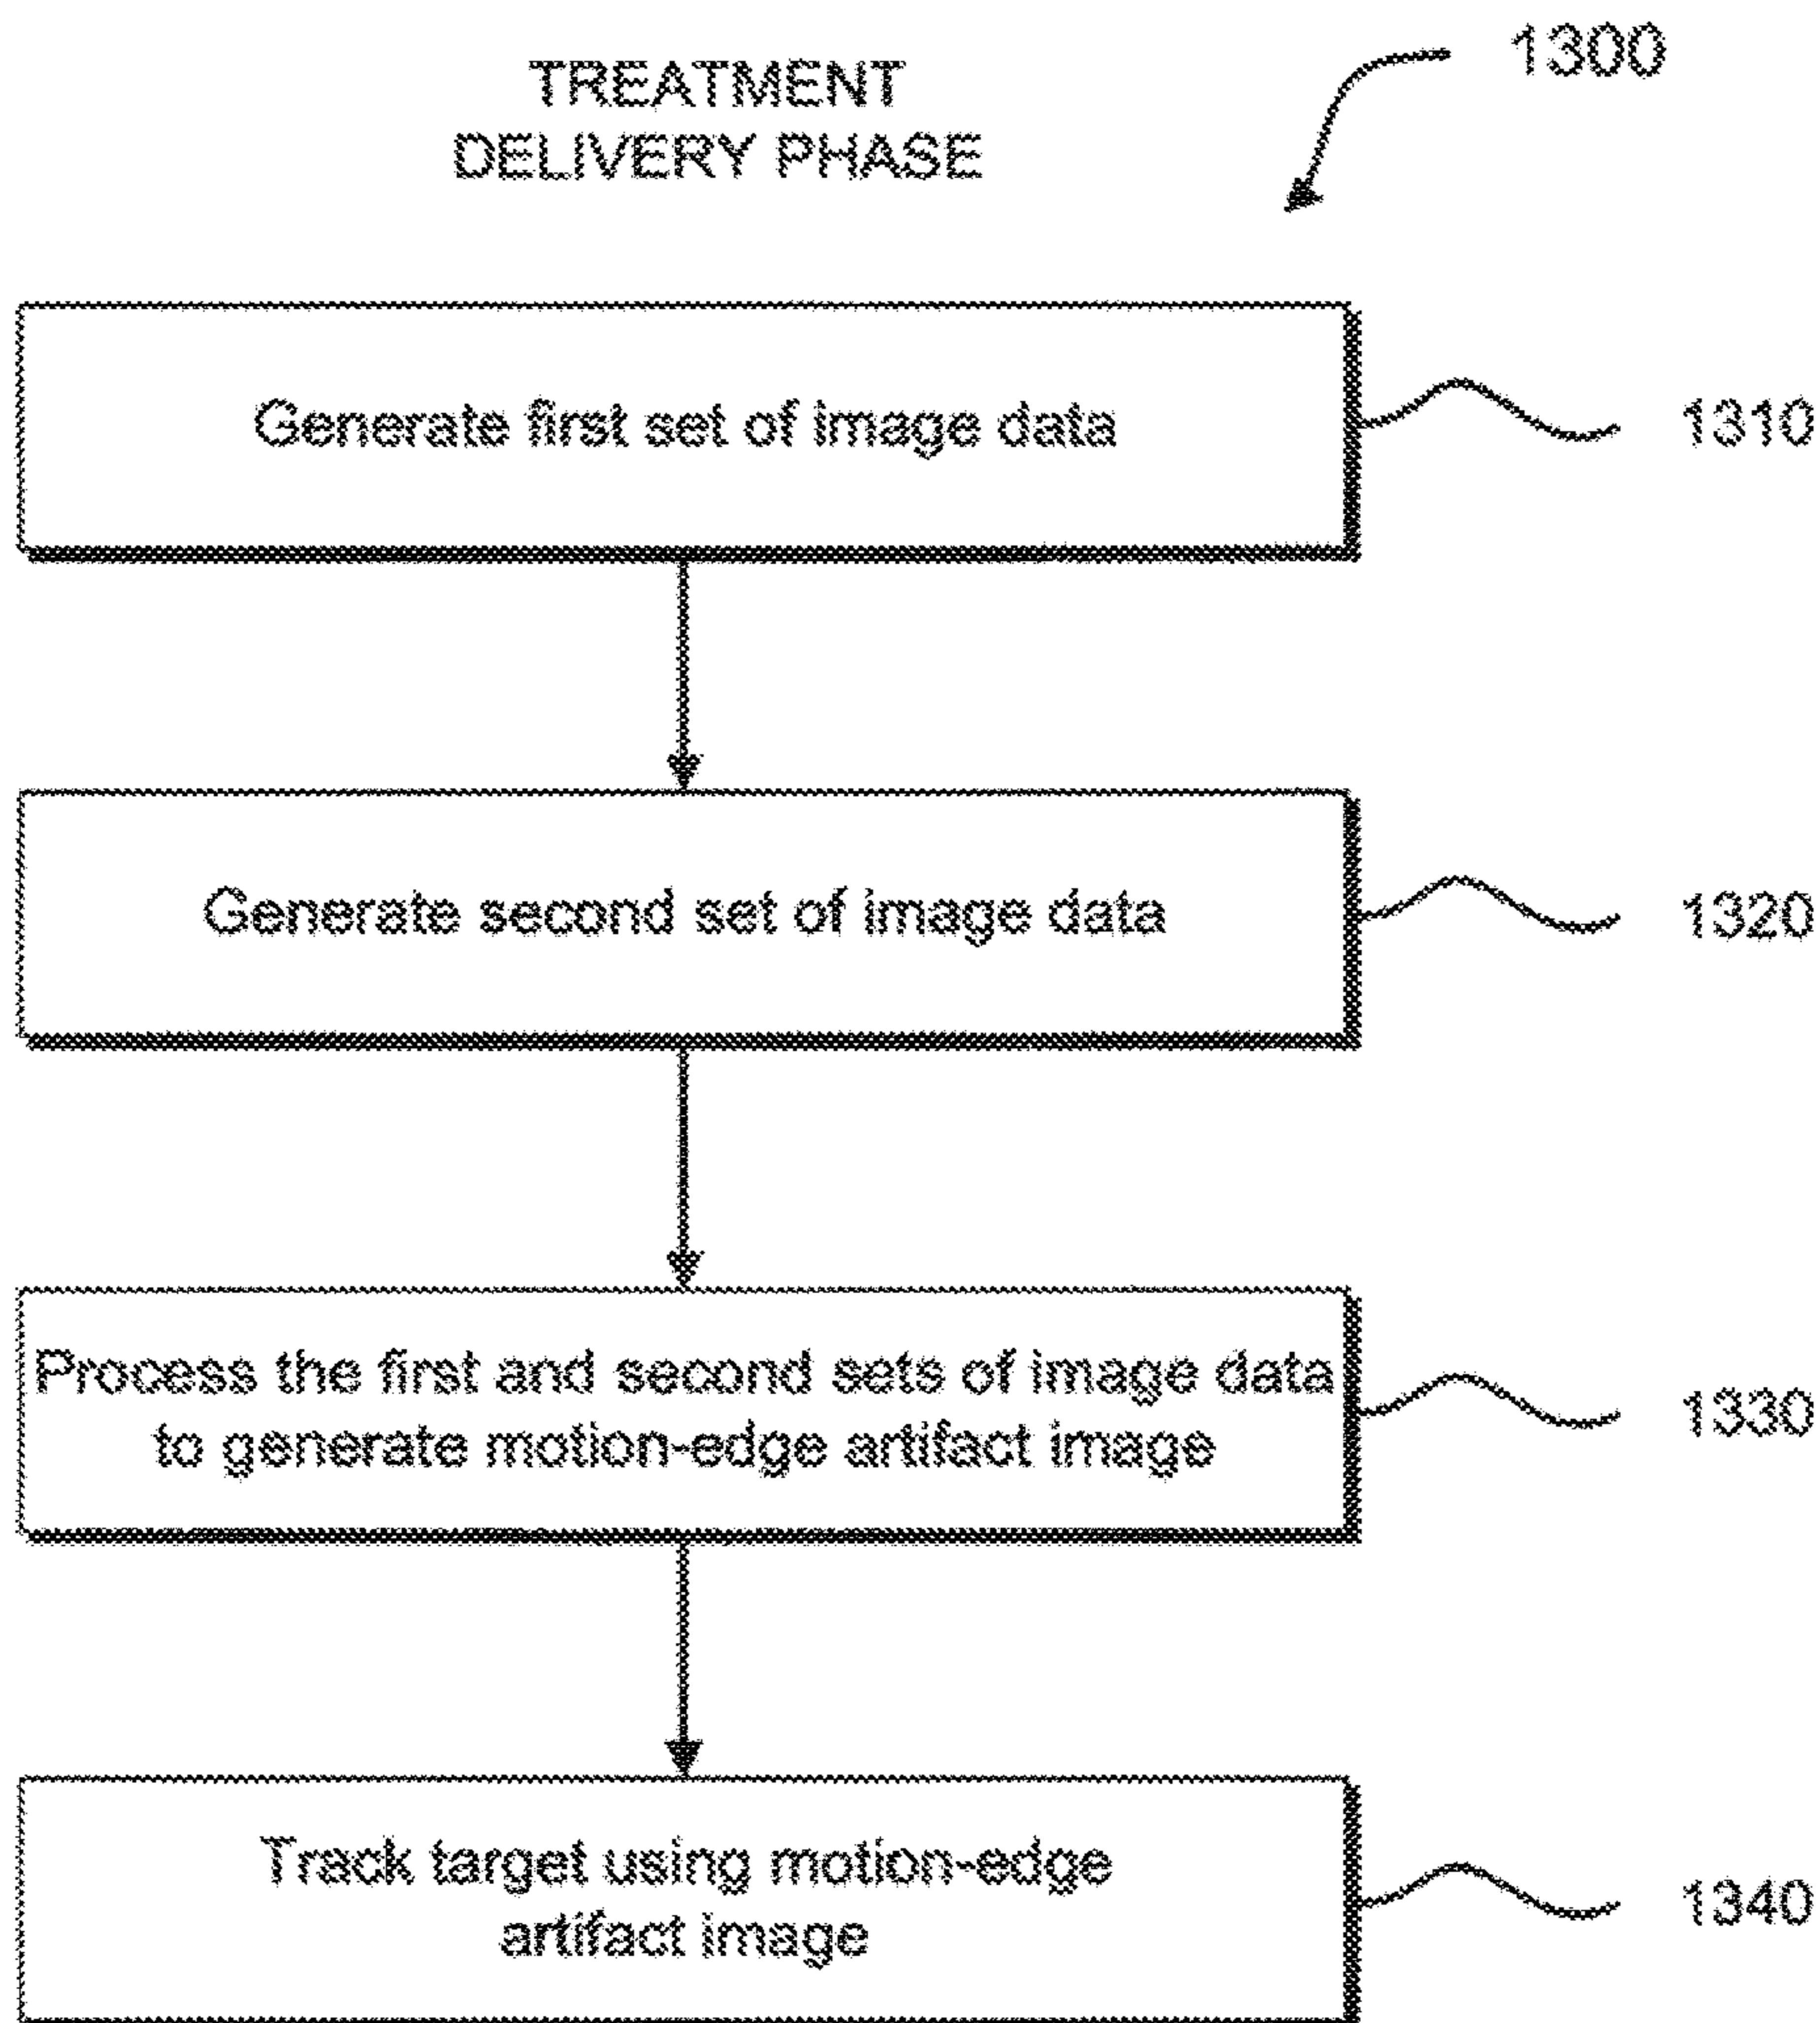 1300
TREATMENT
DELIVERY PHASE
Generate first set of image data
1310
Generate second set of image data
1320
Process the first and second sets of image data
to generate motion-edge artifact image
1330
Track target using motion-edge
artifact image
1340